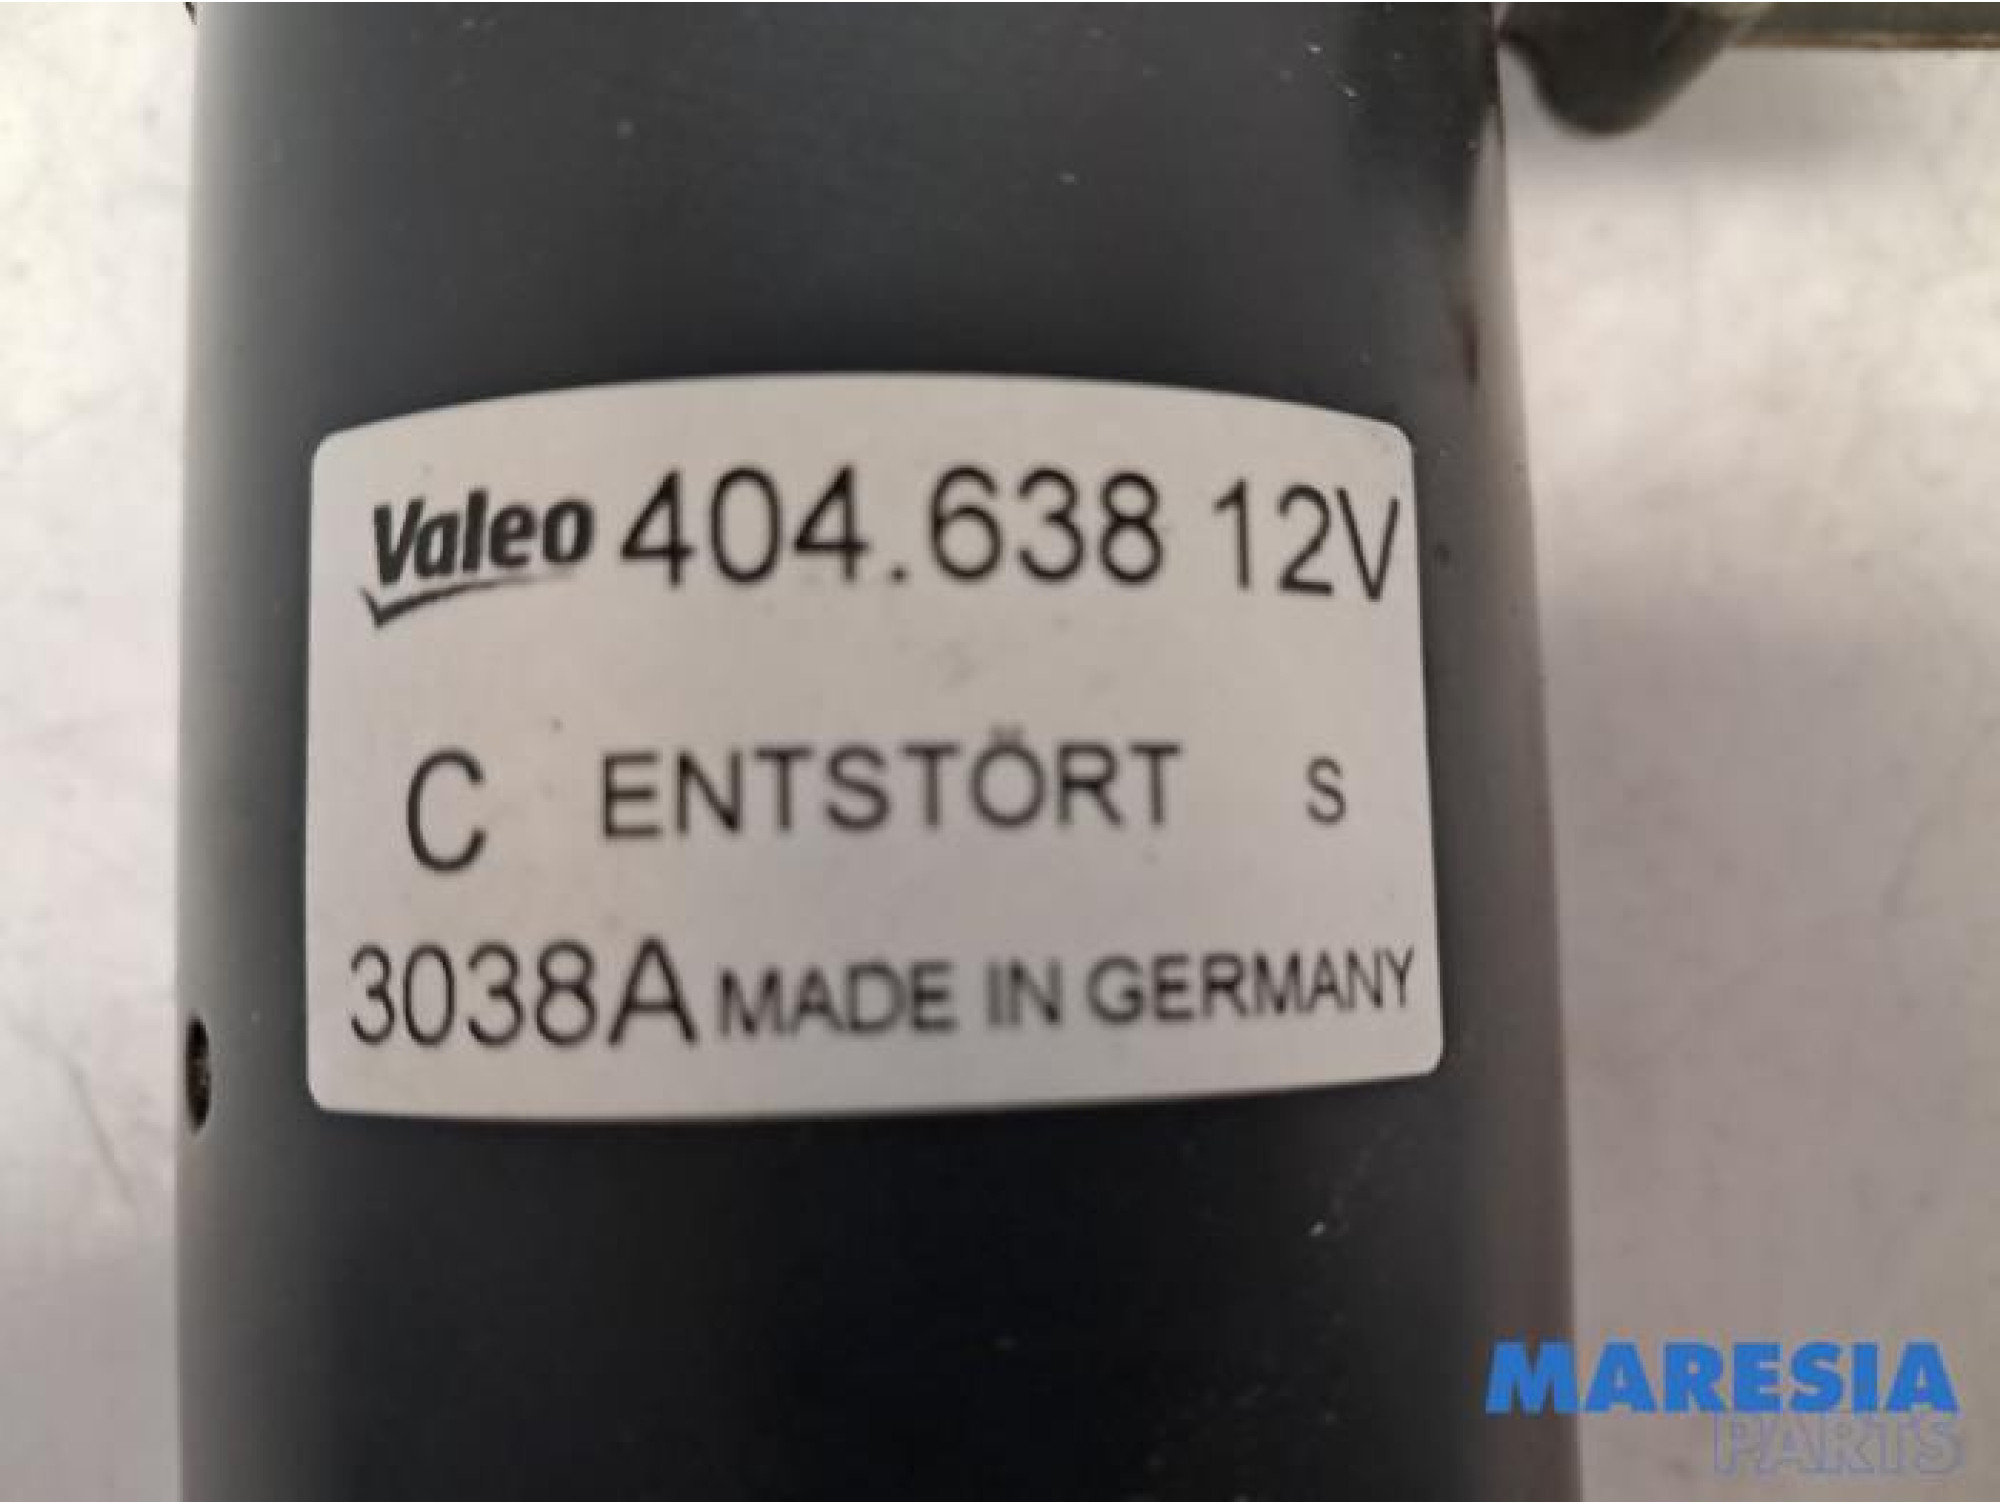 Valeo 404.638 12V
C ENTSTÖRT S
3038A MADE IN GERMANY
MARESIA
PARTS